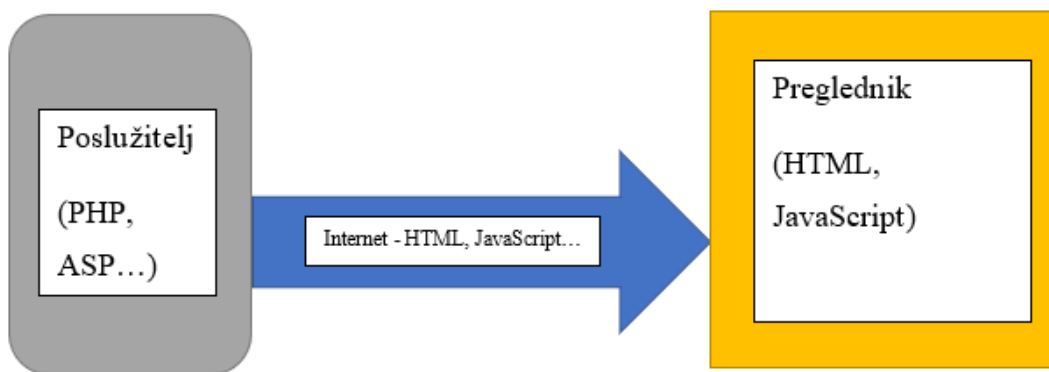 Poslužitelj
(PHP,
ASP…)
Internet - HTML, JavaScript…
Preglednik
(HTML,
JavaScript)